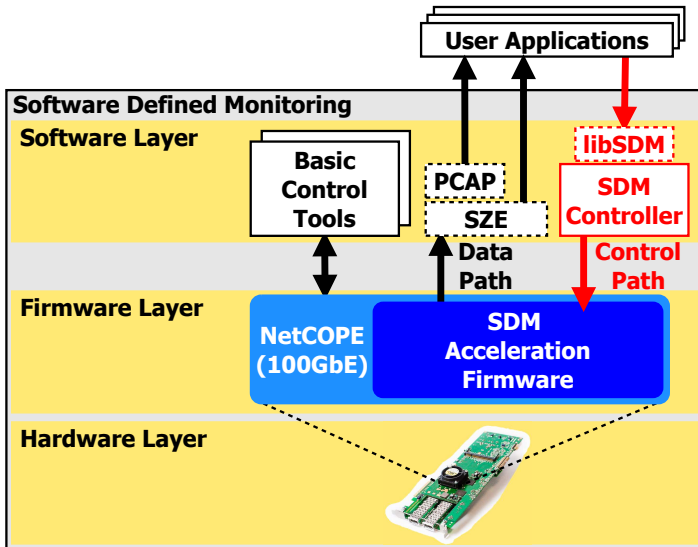 User Applications
Software Defined Monitoring
Software Layer
Basic
Control
Tools
PCAP
SZE
libSDM
SDM
Controller
Data
Path
Control
Path
Firmware Layer
NetCOPE
(100GbE)
SDM
Acceleration
Firmware
Hardware Layer